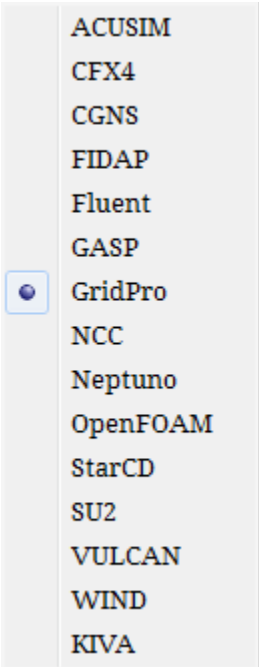 ACUSIM
CFX4
CGNS
FIDAP
Fluent
GASP
GridPro
NCC
Neptuno
OpenFOAM
StarCD
SU2
VULCAN
WIND
KIVA